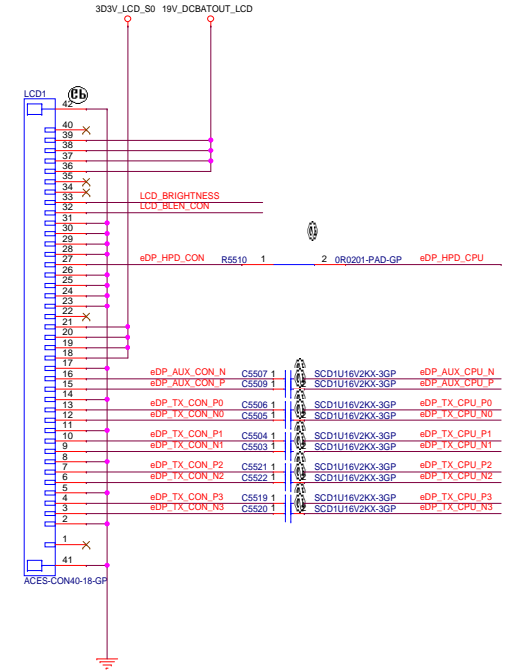 3D3V_LCD_S0 19V_DCBATOUT_LCD
LCD1
42
40
39
38
37
36
35
34
33 LCD_BRIGHTNESS
32 LCD_BLEN_CON
31
30
29
28
27 eDP_HPD_CON R5510 1 2 0R0201-PAD-GP eDP_HPD_CPU
26
25
24
23
22
21
20
19
18
17
16 eDP_AUX_CON_N C5507 1 SCD1U16V2KX-3GP eDP_AUX_CPU_N
15 eDP_AUX_CON_P C5509 1 SCD1U16V2KX-3GP eDP_AUX_CPU_P
14
13 eDP_TX_CON_P0 C5506 1 SCD1U16V2KX-3GP eDP_TX_CPU_P0
12 eDP_TX_CON_N0 C5505 1 SCD1U16V2KX-3GP eDP_TX_CPU_N0
11
10 eDP_TX_CON_P1 C5504 1 SCD1U16V2KX-3GP eDP_TX_CPU_P1
9 eDP_TX_CON_N1 C5503 1 SCD1U16V2KX-3GP eDP_TX_CPU_N1
8
7 eDP_TX_CON_P2 C5521 1 SCD1U16V2KX-3GP eDP_TX_CPU_P2
6 eDP_TX_CON_N2 C5522 1 SCD1U16V2KX-3GP eDP_TX_CPU_N2
5
4 eDP_TX_CON_P3 C5519 1 SCD1U16V2KX-3GP eDP_TX_CPU_P3
3 eDP_TX_CON_N3 C5520 1 SCD1U16V2KX-3GP eDP_TX_CPU_N3
2
1
41
ACES-CON40-18-GP